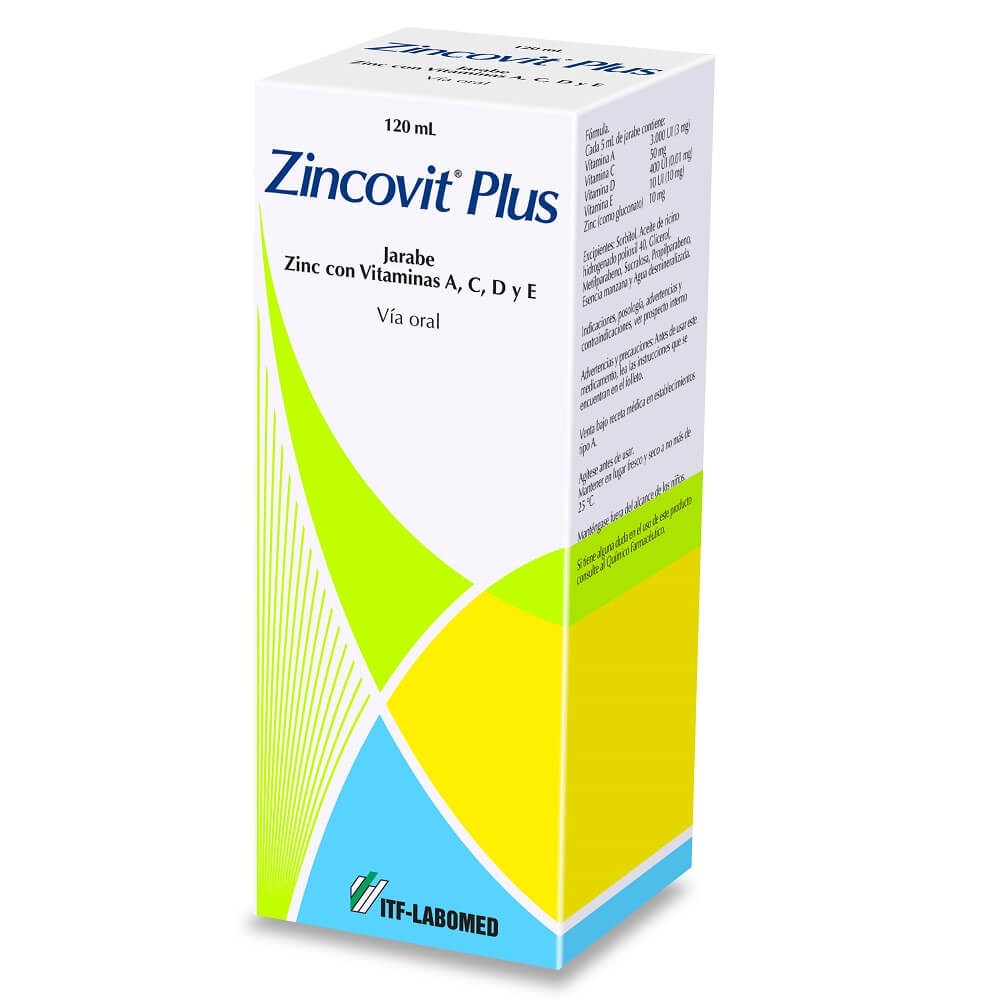 120 mL
Zincovit® Plus
Jarabe
Zinc con Vitaminas A, C, D y E
Vía oral
120 mL
Zincovit® Plus
Jarabe
Zinc con Vitaminas A, C, D y E
Vía oral
ITF-LABOMED
Fórmula.
Cada 5 mL de jarabe contiene:
Vitamina A 3.000 UI (3 mg)
Vitamina C 50 mg
Vitamina D 400 UI (0.01 mg)
Vitamina E 10 UI (10 mg)
Zinc (como gluconato) 10 mg
Excipientes: Sorbitol, Aceite de ricino
hidrogenado polioxil 40, Glicerol,
Metilparabeno, Sucralosa, Propilparabeno,
Esencia manzana y Agua desmineralizada.
Indicaciones, posología, advertencias y
contraindicaciones, ver prospecto interno
Advertencias y precauciones: Antes de usar este
medicamento, lea las instrucciones que se
encuentran en el folleto.
Venta bajo receta médica en establecimientos
tipo A.
Agítese antes de usar.
Mantener en lugar fresco y seco a no más de
25 °C.
Manténgase fuera del alcance de los niños
Si tiene alguna duda en el uso de este producto
consulte al Químico Farmacéutico.